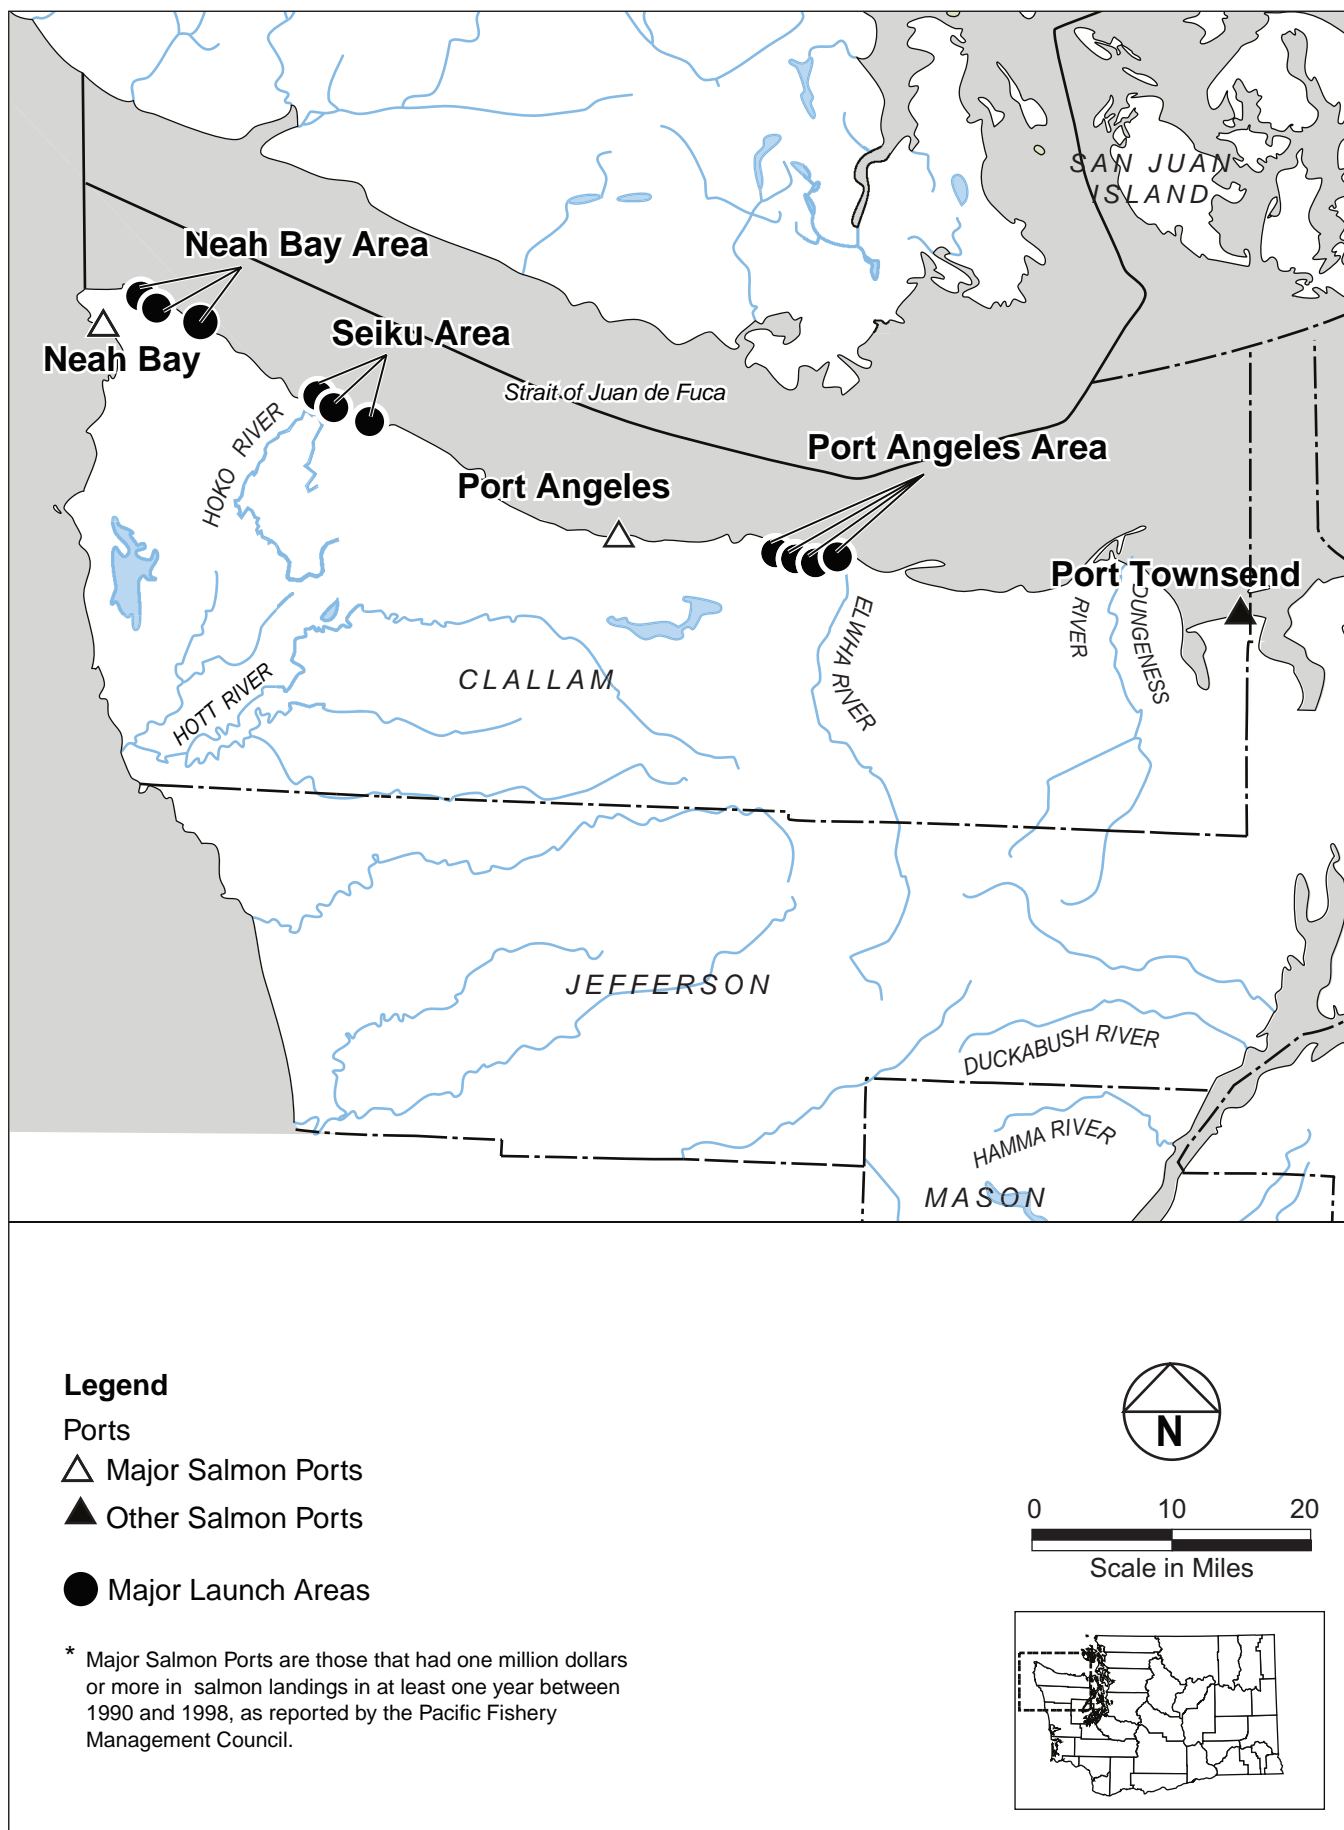 SAN JUAN
ISLAND
Neah Bay Area
Seiku Area
Neah Bay
Strait of Juan de Fuca
HOKO RIVER
Port Angeles Area
Port Angeles
Port Townsend
ELWHA RIVER
DUNGENESS
RIVER
CLALLAM
HOTT RIVER
JEFFERSON
DUCKABUSH RIVER
HAMMA RIVER
MASON
Legend
Ports
Major Salmon Ports
Other Salmon Ports
Major Launch Areas
* Major Salmon Ports are those that had one million dollars
or more in salmon landings in at least one year between
1990 and 1998, as reported by the Pacific Fishery
Management Council.
N
0 10 20
Scale in Miles